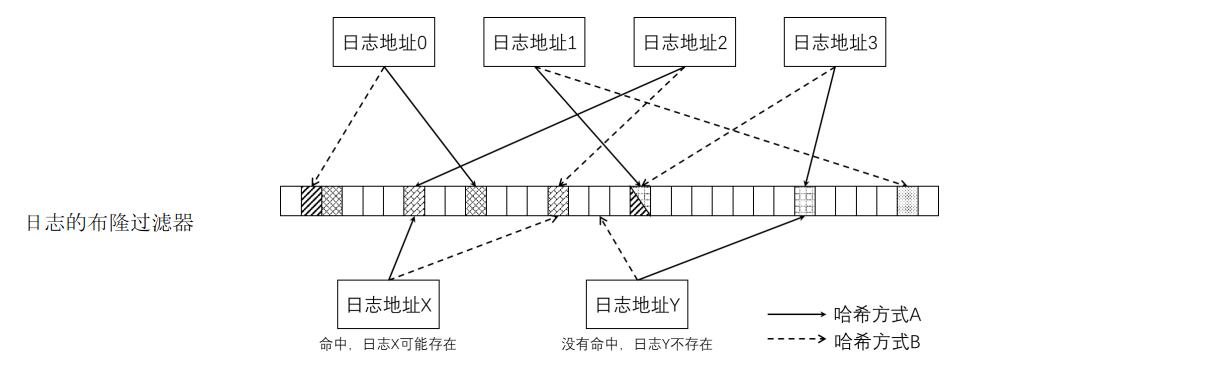 日志地址0
日志地址1
日志地址2
日志地址3
日志的布隆过滤器
日志地址X
日志地址Y
命中，日志X可能存在
没有命中，日志Y不存在
哈希方式A
哈希方式B